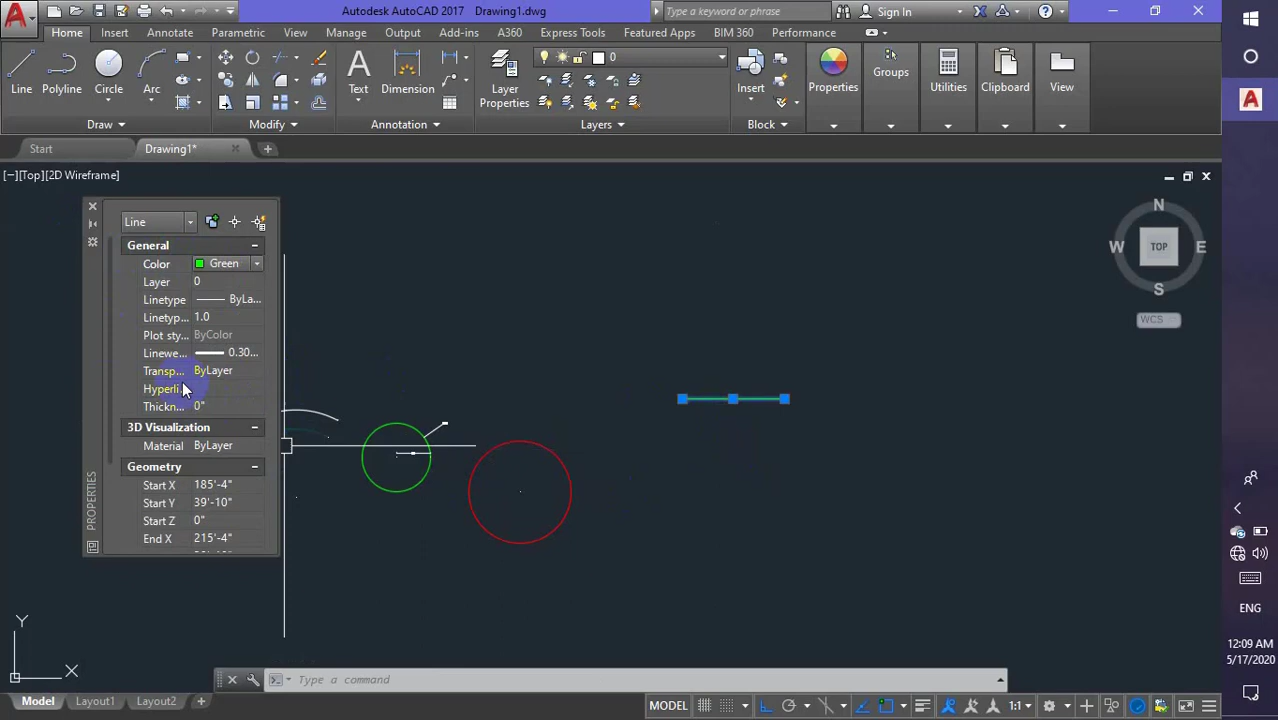 Autodesk AutoCAD 2017 Drawing1.dwg
Type a keyword or phrase
Sign In
Home Insert Annotate Parametric View Manage Output Add-ins A360 Express Tools Featured Apps BIM 360 Performance
0
Line Polyline Circle Arc
Text Dimension
Layer Properties
Insert
Properties Groups Utilities Clipboard View
Draw Modify Annotation Layers Block
Start Drawing1*
[−][Top][2D Wireframe]
N
W TOP E
S
WCS
Line
General
Color Green
Layer 0
Linetype ByLa...
Linetyp... 1.0
Plot sty... ByColor
Linewe... 0.30...
Transp... ByLayer
Hyperli...
Thickn... 0"
3D Visualization
Material ByLayer
Geometry
Start X 185'-4"
Start Y 39'-10"
Start Z 0"
End X 215'-4"
PROPERTIES
Y
X
Type a command
Model Layout1 Layout2
MODEL
1:1
ENG
12:09 AM
5/17/2020